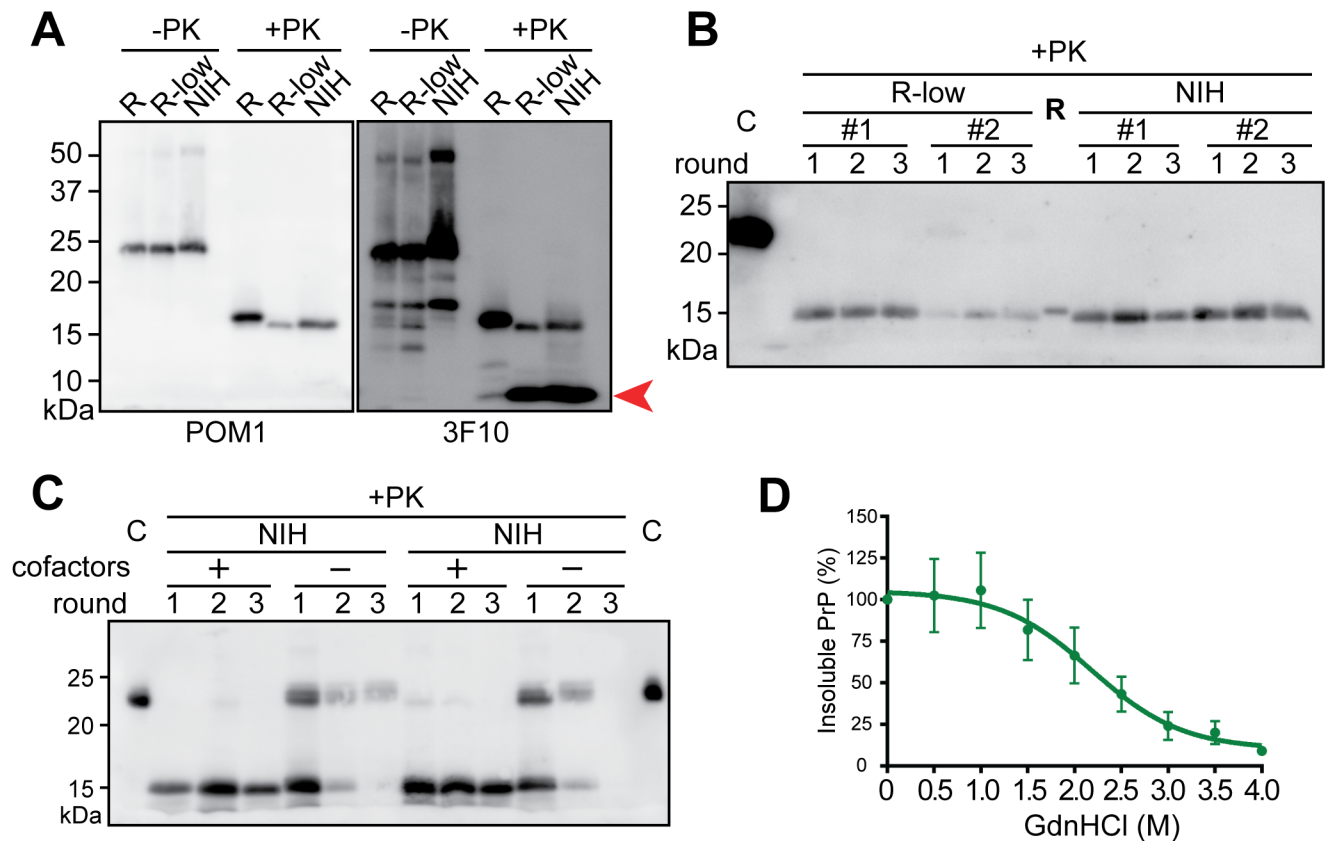 A
-PK +PK -PK +PK
R R-low NIH R R-low NIH R R-low NIH R R-low NIH
50
37
25
20
15
10
kDa
POM1 3F10
B
+PK
R-low R NIH
C #1 #2 #1 #2
round 1 2 3 1 2 3 1 2 3 1 2 3
25
20
15
kDa
C
+PK
C NIH NIH C
cofactors + − + −
round 1 2 3 1 2 3 1 2 3 1 2 3
25
20
15
kDa
D
150
125
100
75
50
25
0
Insoluble PrP (%)
0 0.5 1.0 1.5 2.0 2.5 3.0 3.5 4.0
GdnHCl (M)